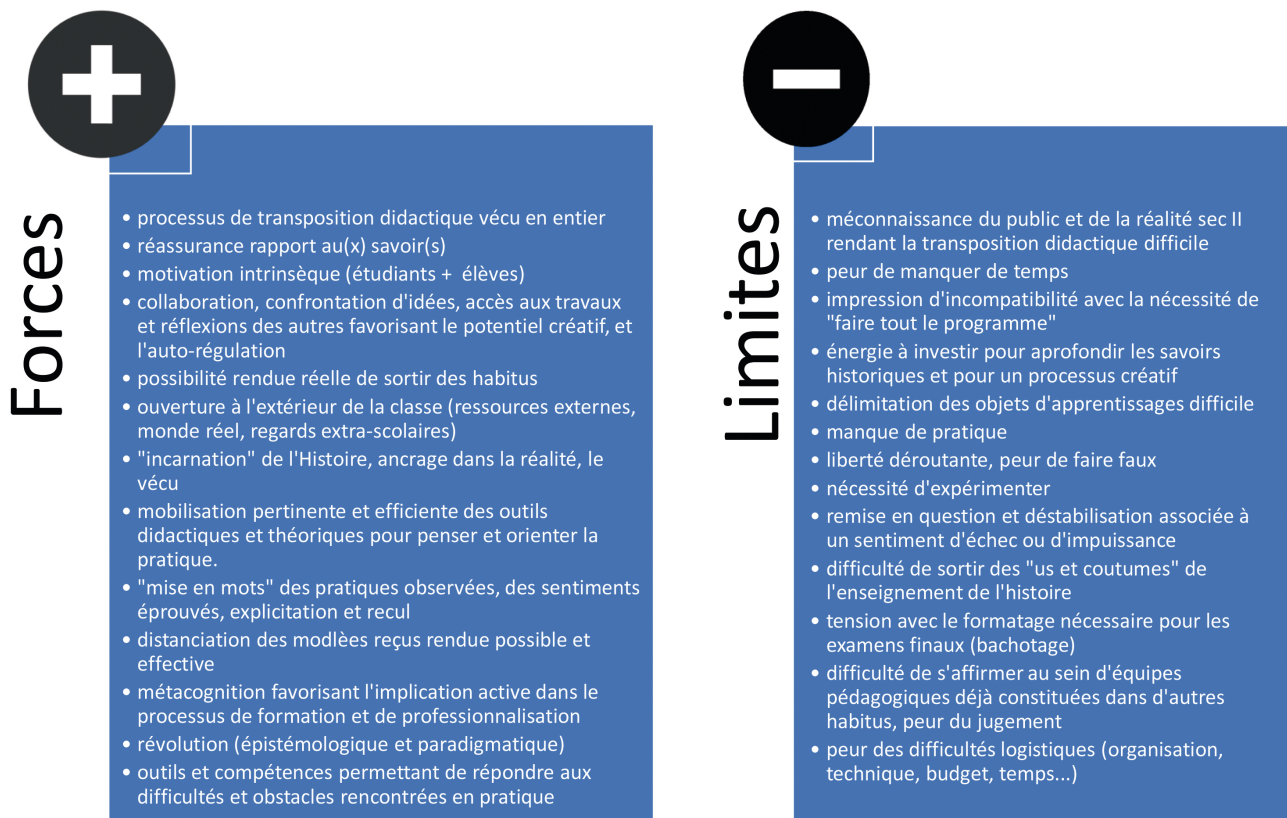 Forces
• processus de transposition didactique vécu en entier
• réassurance rapport au(x) savoir(s)
• motivation intrinsèque (étudiants + élèves)
• collaboration, confrontation d'idées, accès aux travaux
et réflexions des autres favorisant le potentiel créatif, et
l'auto-régulation
• possibilité rendue réelle de sortir des habitus
• ouverture à l'extérieur de la classe (ressources externes,
monde réel, regards extra-scolaires)
• "incarnation" de l'Histoire, ancrage dans la réalité, le
vécu
• mobilisation pertinente et efficiente des outils
didactiques et théoriques pour penser et orienter la
pratique.
• "mise en mots" des pratiques observées, des sentiments
éprouvés, explicitation et recul
• distanciation des modlèes reçus rendue possible et
effective
• métacognition favorisant l'implication active dans le
processus de formation et de professionnalisation
• révolution (épistémologique et paradigmatique)
• outils et compétences permettant de répondre aux
difficultés et obstacles rencontrées en pratique
Limites
• méconnaissance du public et de la réalité sec II
rendant la transposition didactique difficile
• peur de manquer de temps
• impression d'incompatibilité avec la nécessité de
"faire tout le programme"
• énergie à investir pour aprofondir les savoirs
historiques et pour un processus créatif
• délimitation des objets d'apprentissages difficile
• manque de pratique
• liberté déroutante, peur de faire faux
• nécessité d'expérimenter
• remise en question et déstabilisation associée à
un sentiment d'échec ou d'impuissance
• difficulté de sortir des "us et coutumes" de
l'enseignement de l'histoire
• tension avec le formatage nécessaire pour les
examens finaux (bachotage)
• difficulté de s'affirmer au sein d'équipes
pédagogiques déjà constituées dans d'autres
habitus, peur du jugement
• peur des difficultés logistiques (organisation,
technique, budget, temps...)